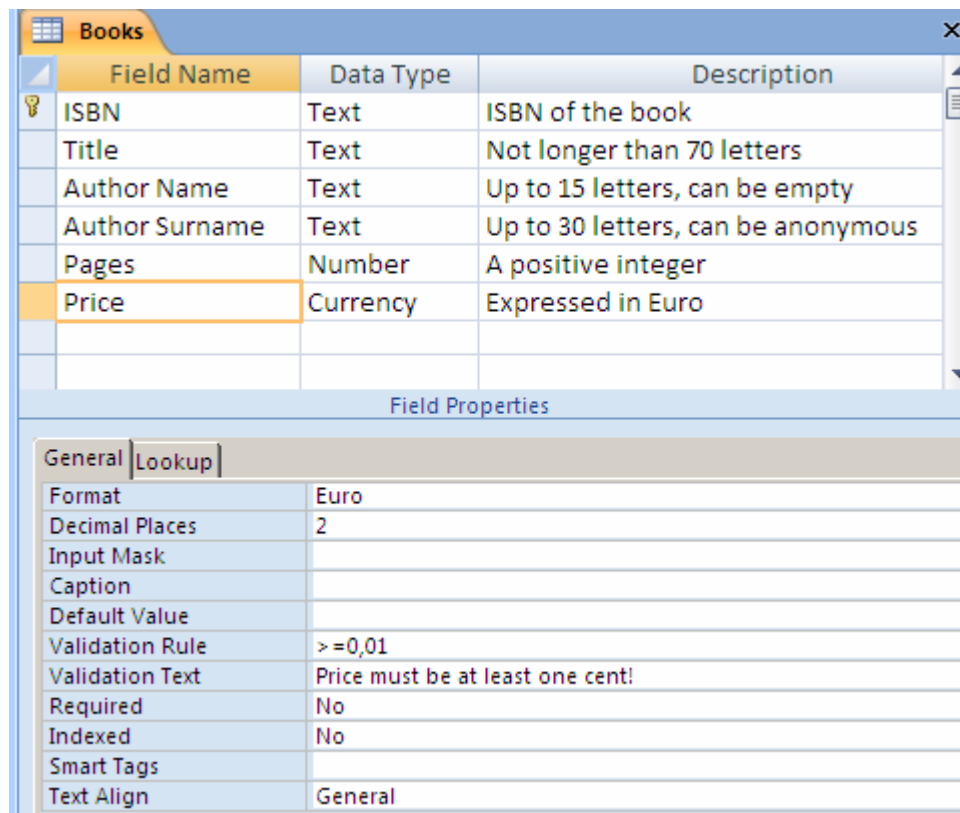 Books
Field Name Data Type Description
ISBN Text ISBN of the book
Title Text Not longer than 70 letters
Author Name Text Up to 15 letters, can be empty
Author Surname Text Up to 30 letters, can be anonymous
Pages Number A positive integer
Price Currency Expressed in Euro
Field Properties
General Lookup
Format Euro
Decimal Places 2
Input Mask
Caption
Default Value
Validation Rule >=0,01
Validation Text Price must be at least one cent!
Required No
Indexed No
Smart Tags
Text Align General